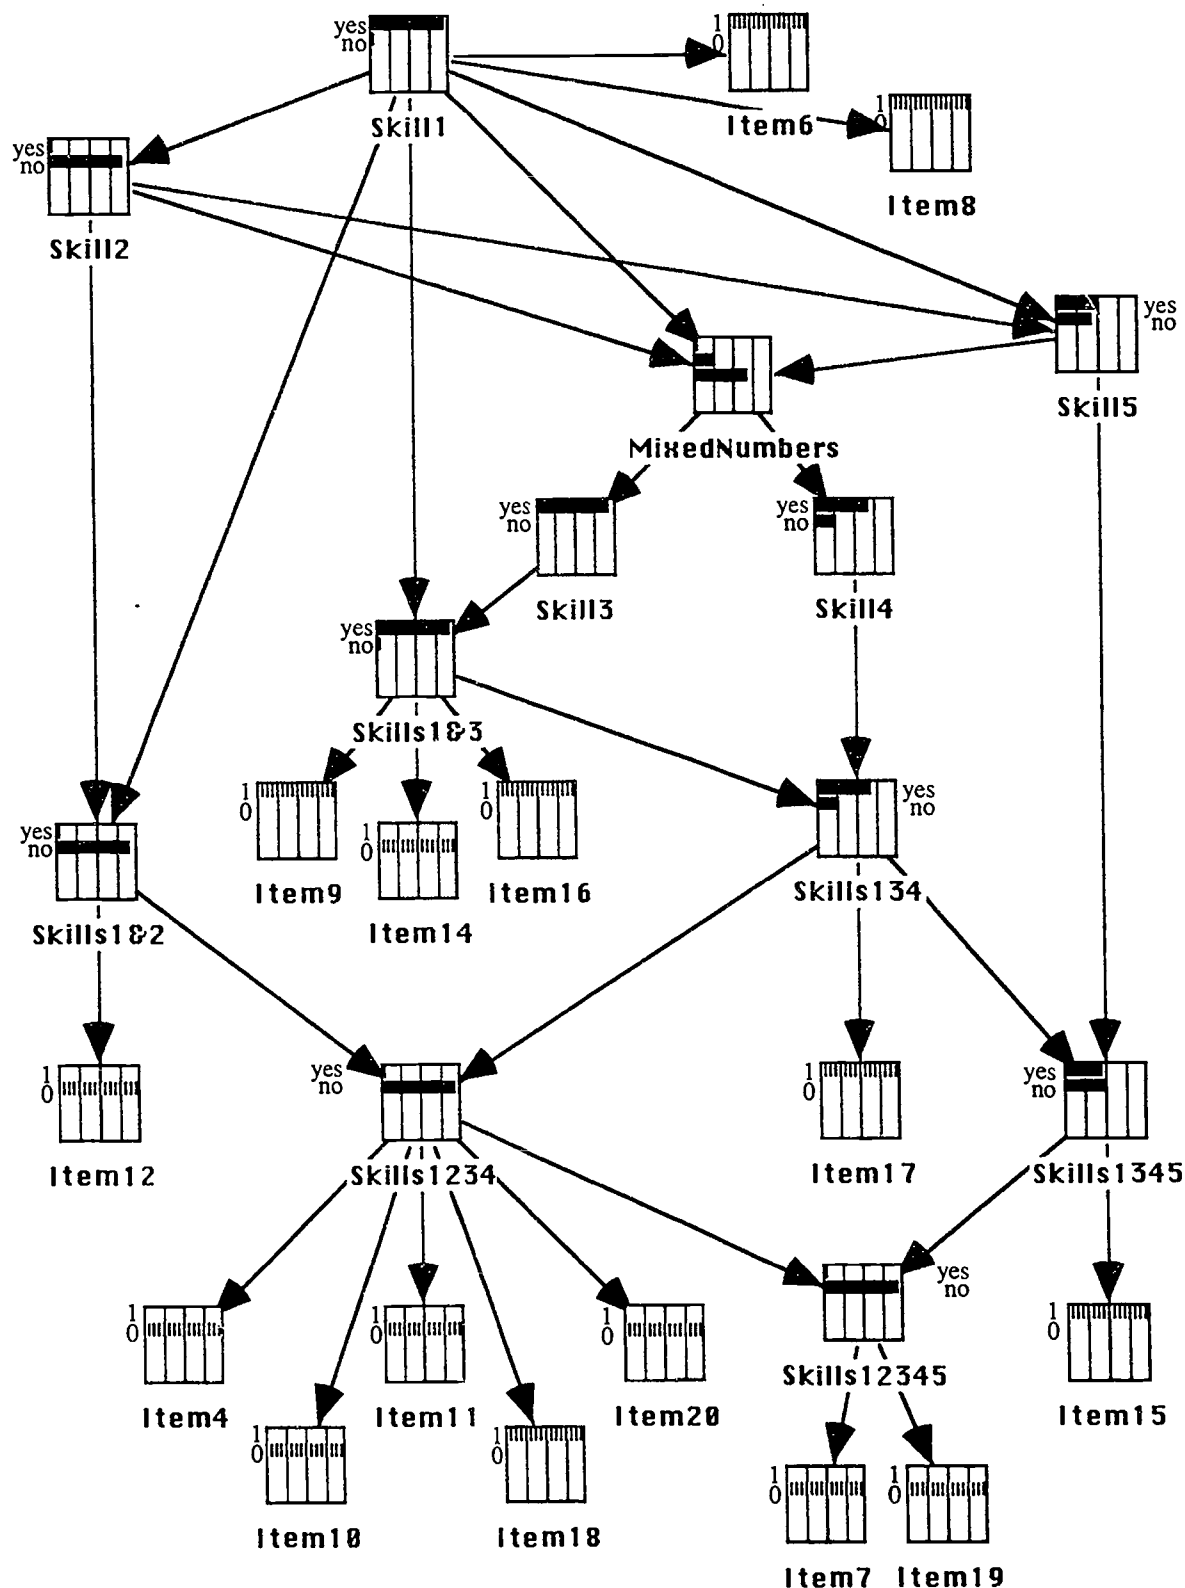 yes
no
Skill1
1
0
Item6
1
0
Item8
yes
no
Skill2
yes
no
Skill5
MixedNumbers
yes
no
Skill3
yes
no
Skill4
yes
no
Skills1&3
1
0
Item9
1
0
Item14
1
0
Item16
yes
no
Skills134
yes
no
Skills1&2
1
0
Item12
yes
no
Skills1234
1
0
Item17
yes
no
Skills1345
1
0
Item4
1
0
Item11
1
0
Item20
yes
no
Skills12345
1
0
Item15
1
0
Item10
1
0
Item18
1
0
Item7
1
0
Item19